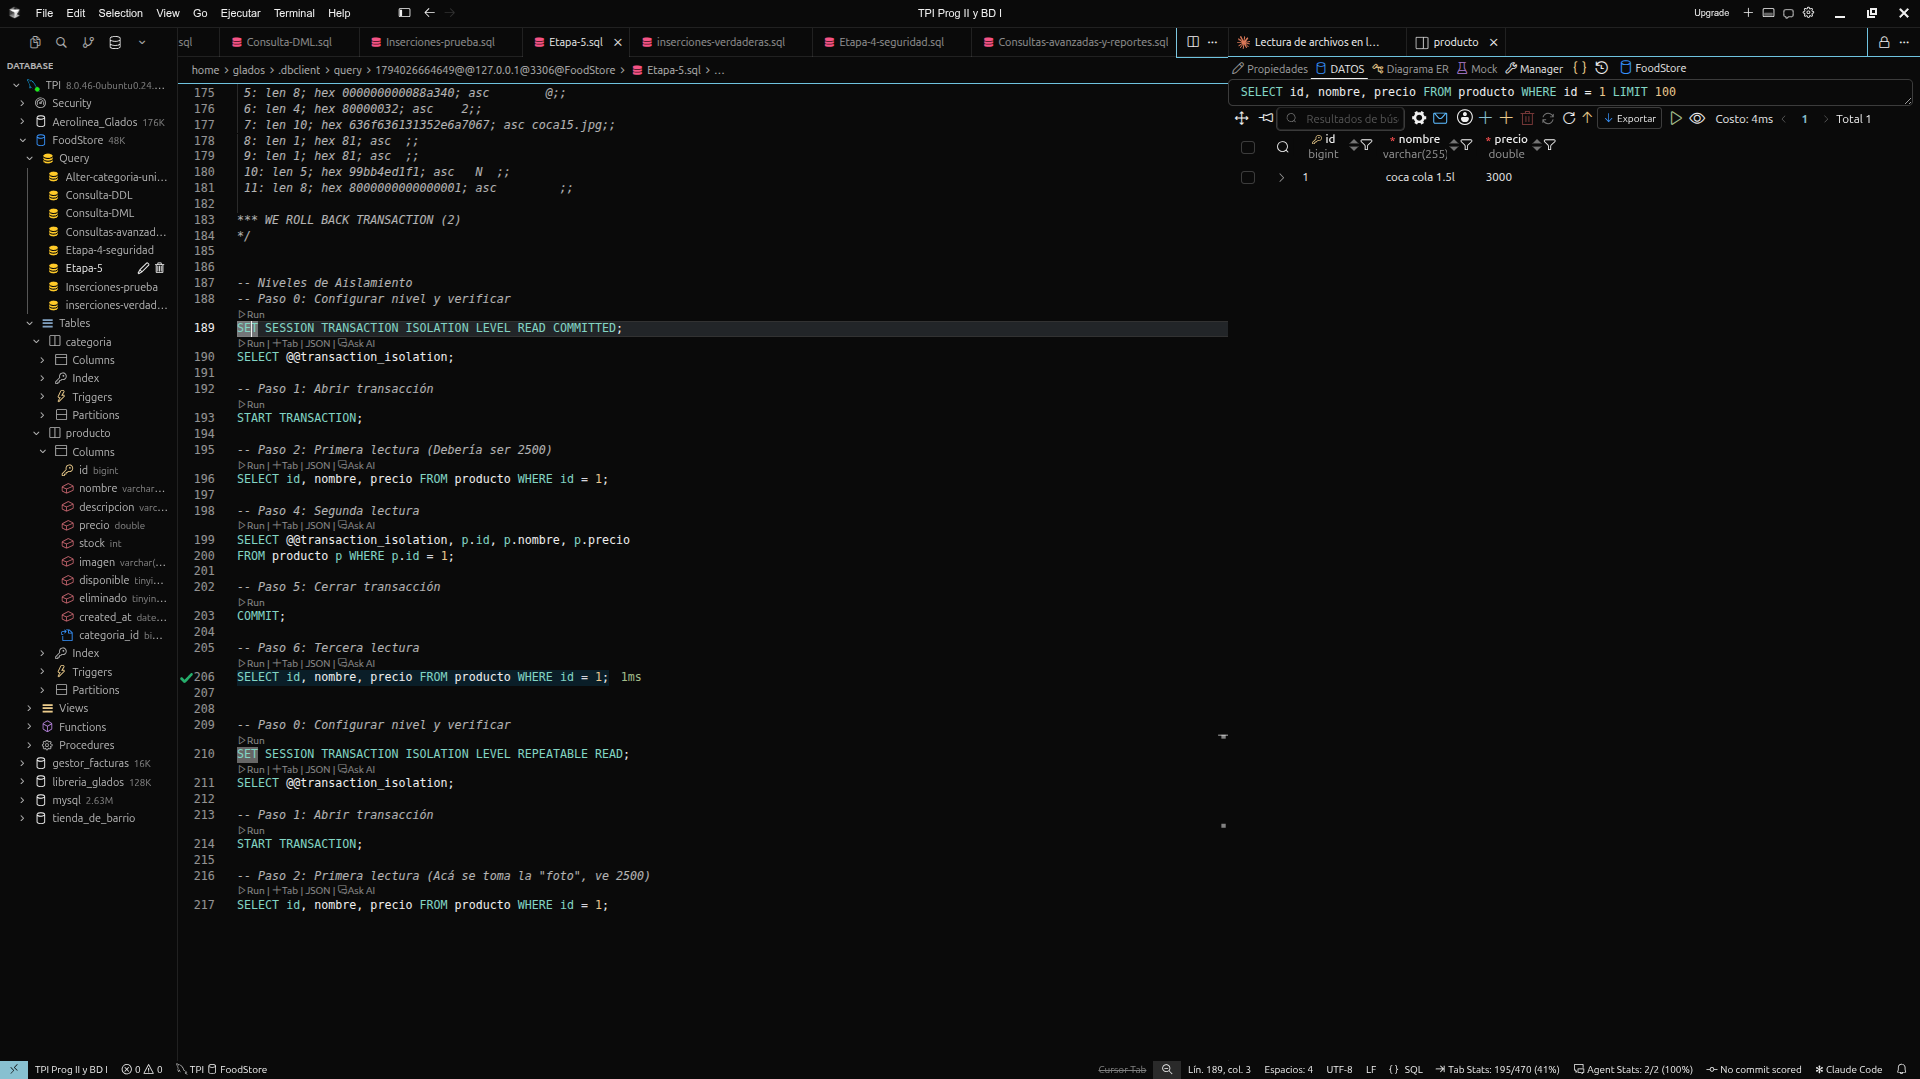 File Edit Selection View Go Ejecutar Terminal Help
TPI Prog II y BD I
Upgrade
sql Consulta-DML.sql Inserciones-prueba.sql Etapa-5.sql inserciones-verdaderas.sql Etapa-4-seguridad.sql Consultas-avanzadas-y-reportes.sql
Lectura de archivos en l... producto
DATABASE
TPI 8.0.46-0ubuntu0.24....
Security
Aerolinea_Glados 176K
FoodStore 48K
Query
Alter-categoria-uni...
Consulta-DDL
Consulta-DML
Consultas-avanzad...
Etapa-4-seguridad
Etapa-5
Inserciones-prueba
inserciones-verdad...
Tables
categoria
Columns
Index
Triggers
Partitions
producto
Columns
id bigint
nombre varchar...
descripcion varc...
precio double
stock int
imagen varchar(...
disponible tinyi...
eliminado tinyin...
created_at date...
categoria_id bi...
Index
Triggers
Partitions
Views
Functions
Procedures
gestor_facturas 16K
libreria_glados 128K
mysql 2.63M
tienda_de_barrio
home > glados > .dbclient > query > 1794026664649@@127.0.0.1@3306@FoodStore > Etapa-5.sql > ...
175 5: len 8; hex 000000000088a340; asc        @;;
176 6: len 4; hex 80000032; asc    2;;
177 7: len 10; hex 636f636131352e6a7067; asc coca15.jpg;;
178 8: len 1; hex 81; asc  ;;
179 9: len 1; hex 81; asc  ;;
180 10: len 5; hex 99bb4ed1f1; asc   N  ;;
181 11: len 8; hex 8000000000000001; asc         ;;
182
183 *** WE ROLL BACK TRANSACTION (2)
184 */
185
186
187 -- Niveles de Aislamiento
188 -- Paso 0: Configurar nivel y verificar
Run
189 SET SESSION TRANSACTION ISOLATION LEVEL READ COMMITTED;
Run | +Tab | JSON | Ask AI
190 SELECT @@transaction_isolation;
191
192 -- Paso 1: Abrir transacción
Run
193 START TRANSACTION;
194
195 -- Paso 2: Primera lectura (Debería ser 2500)
Run | +Tab | JSON | Ask AI
196 SELECT id, nombre, precio FROM producto WHERE id = 1;
197
198 -- Paso 4: Segunda lectura
Run | +Tab | JSON | Ask AI
199 SELECT @@transaction_isolation, p.id, p.nombre, p.precio
200 FROM producto p WHERE p.id = 1;
201
202 -- Paso 5: Cerrar transacción
Run
203 COMMIT;
204
205 -- Paso 6: Tercera lectura
Run | +Tab | JSON | Ask AI
206 SELECT id, nombre, precio FROM producto WHERE id = 1; 1ms
207
208
209 -- Paso 0: Configurar nivel y verificar
Run
210 SET SESSION TRANSACTION ISOLATION LEVEL REPEATABLE READ;
Run | +Tab | JSON | Ask AI
211 SELECT @@transaction_isolation;
212
213 -- Paso 1: Abrir transacción
Run
214 START TRANSACTION;
215
216 -- Paso 2: Primera lectura (Acá se toma la "foto", ve 2500)
Run | +Tab | JSON | Ask AI
217 SELECT id, nombre, precio FROM producto WHERE id = 1;
Propiedades DATOS Diagrama ER Mock Manager { } FoodStore
SELECT id, nombre, precio FROM producto WHERE id = 1 LIMIT 100
Resultados de bús Exportar Costo: 4ms 1 Total 1
* id * nombre * precio
bigint varchar(255) double
1 coca cola 1.5l 3000
TPI Prog II y BD I 0 0 TPI FoodStore
Cursor Tab Lín. 189, col. 3 Espacios: 4 UTF-8 LF { } SQL Tab Stats: 195/470 (41%) Agent Stats: 2/2 (100%) No commit scored Claude Code